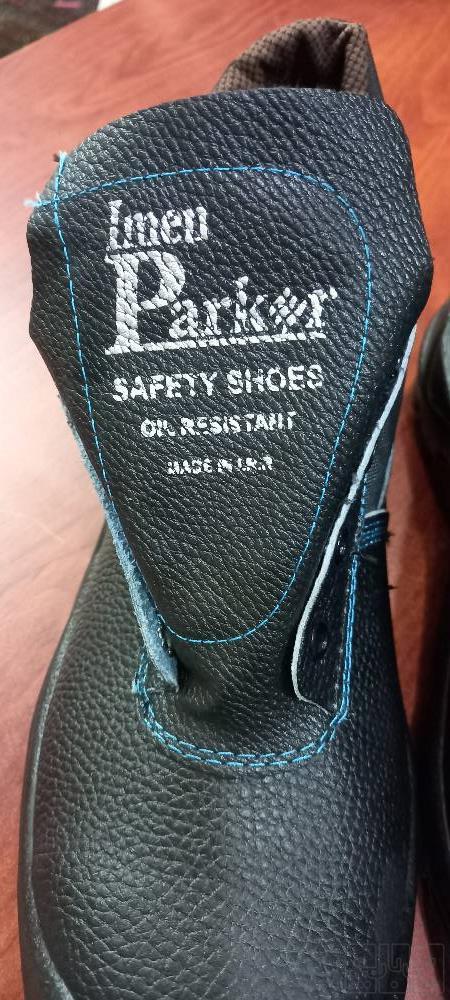 Imen
Parker
SAFETY SHOES
OIL RESISTANT
MADE IN I.R.R